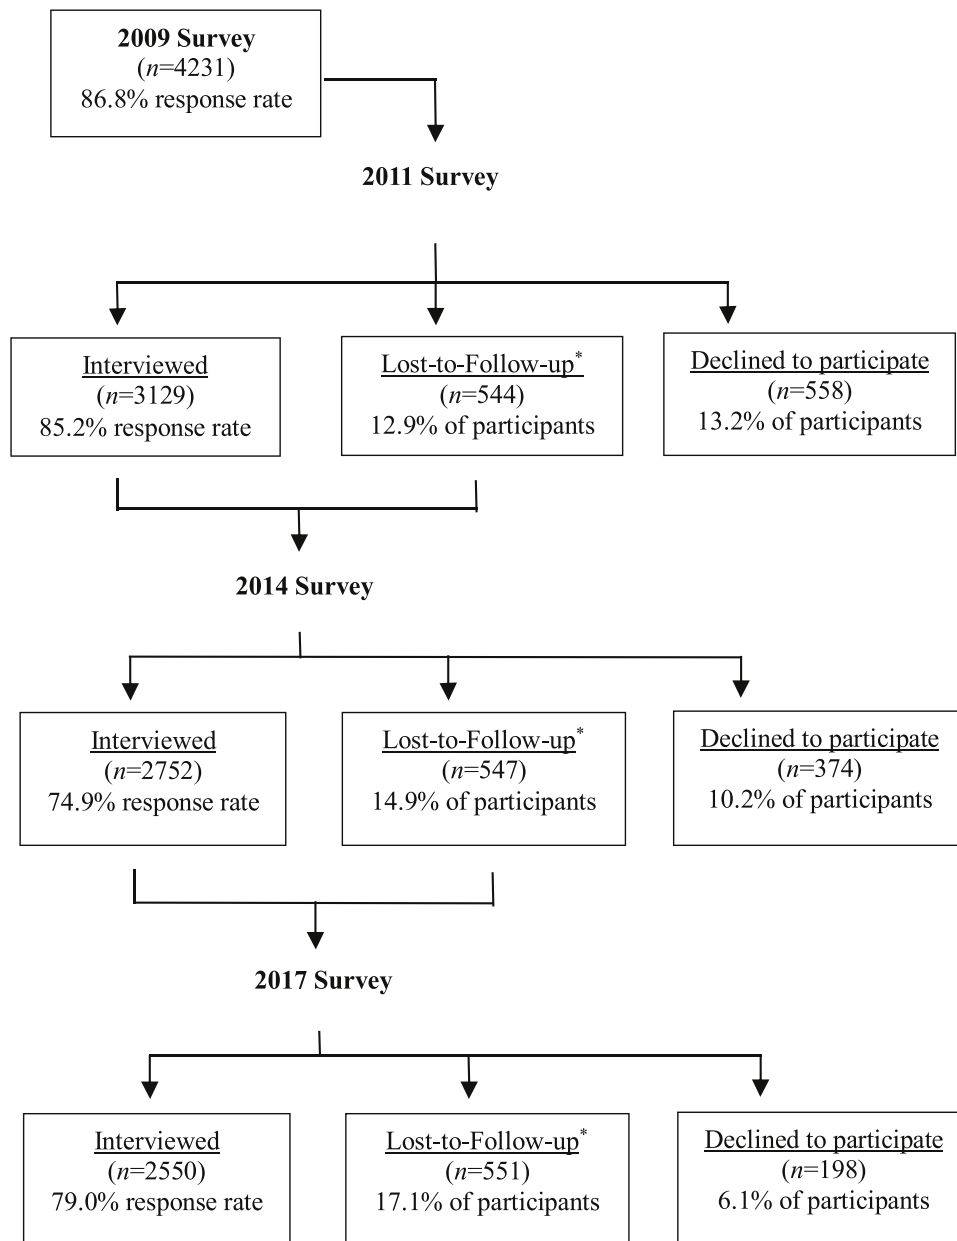 2009 Survey
(n=4231)
86.8% response rate
2011 Survey
Interviewed
(n=3129)
85.2% response rate
Lost-to-Follow-up*
(n=544)
12.9% of participants
Declined to participate
(n=558)
13.2% of participants
2014 Survey
Interviewed
(n=2752)
74.9% response rate
Lost-to-Follow-up*
(n=547)
14.9% of participants
Declined to participate
(n=374)
10.2% of participants
2017 Survey
Interviewed
(n=2550)
79.0% response rate
Lost-to-Follow-up*
(n=551)
17.1% of participants
Declined to participate
(n=198)
6.1% of participants